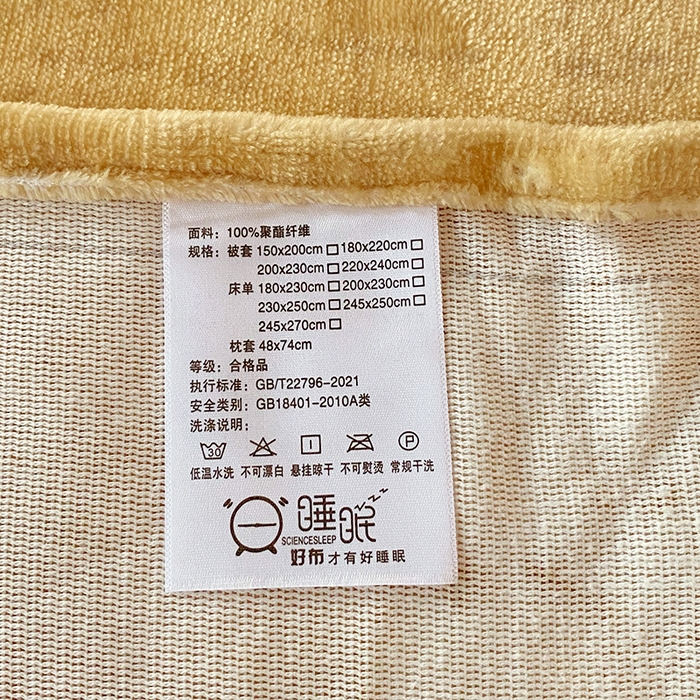 面料：100%聚酯纤维
规格：被套 150x200cm□180x220cm□
200x230cm□220x240cm□
床单 180x230cm□200x230cm□
230x250cm□245x250cm□
245x270cm□
枕套 48x74cm
等级：合格品
执行标准：GB/T22796-2021
安全类别：GB18401-2010A类
洗涤说明：
30 P
低温水洗 不可漂白 悬挂晾干 不可熨烫 常规干洗
睡眠
SCIENCESLEEP
好布才有好睡眠